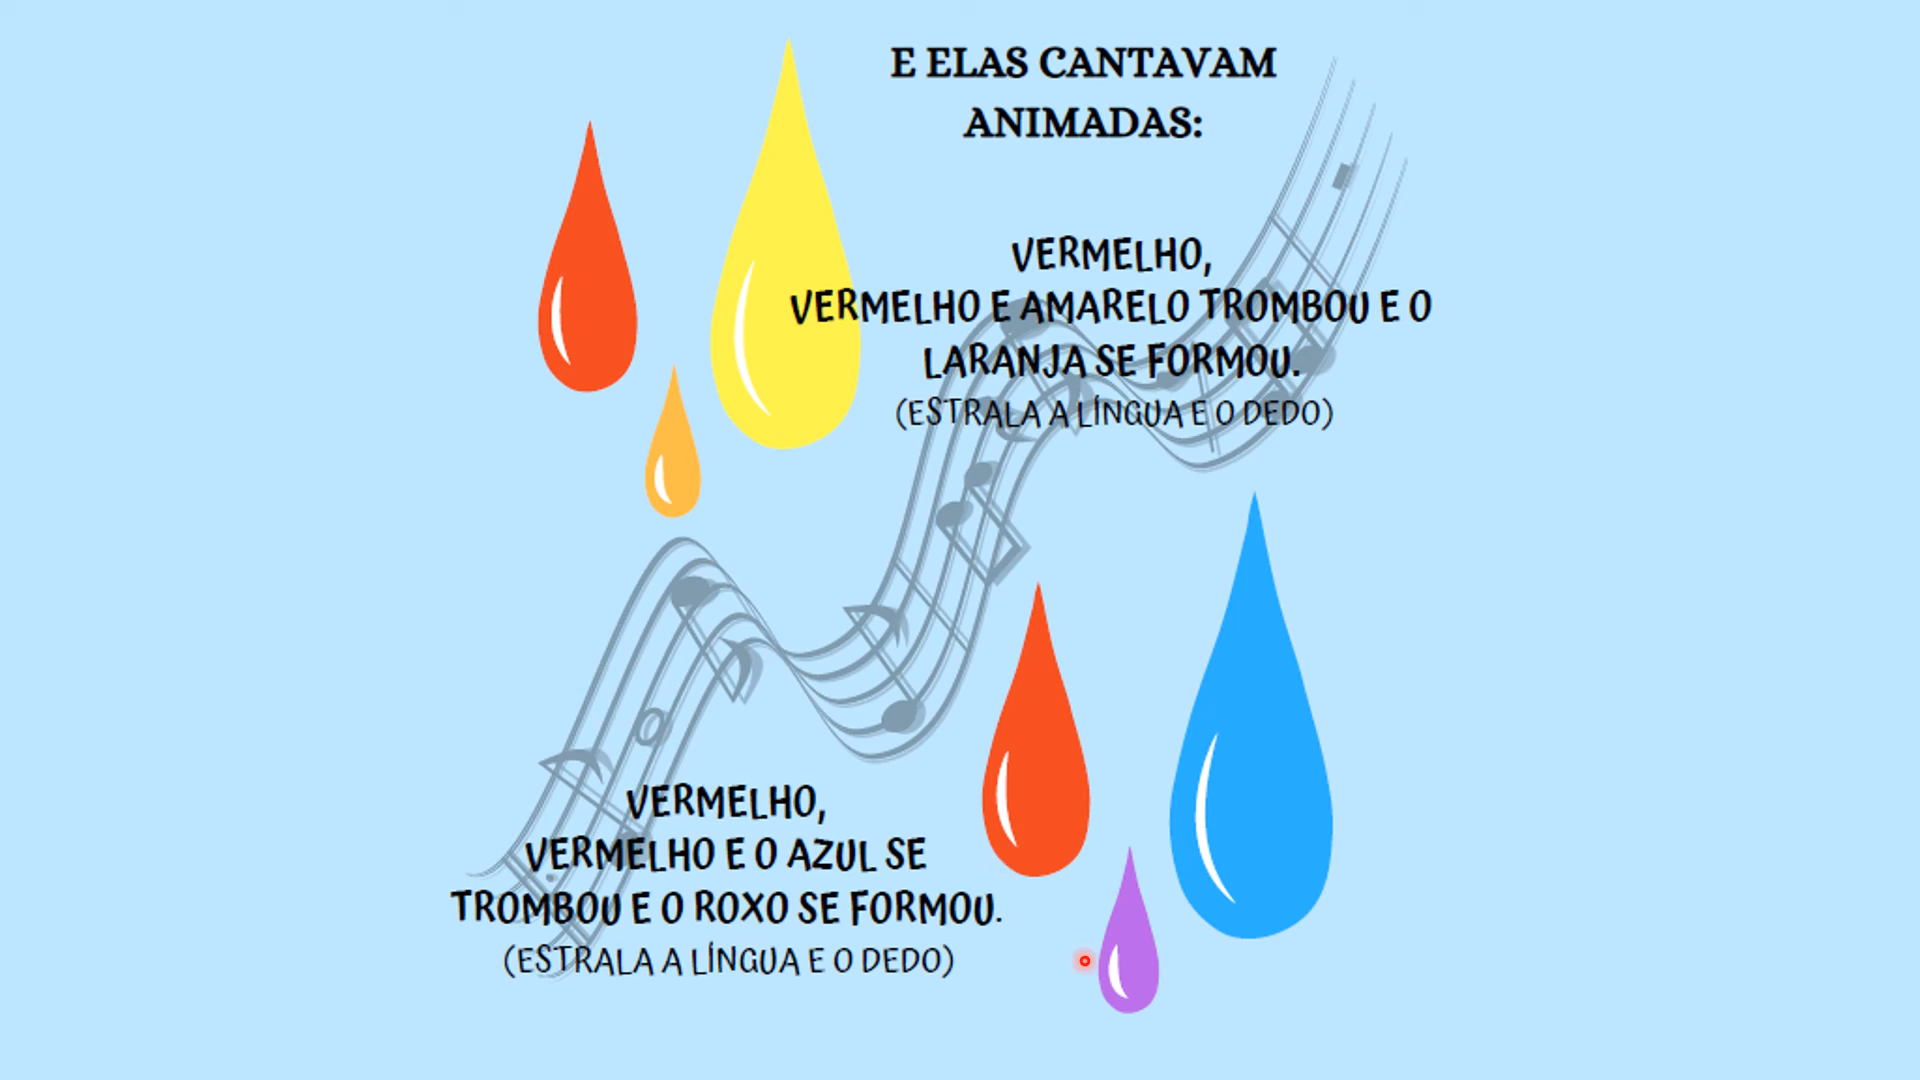 E ELAS CANTAVAM
ANIMADAS:
VERMELHO,
VERMELHO E AMARELO TROMBOU E O
LARANJA SE FORMOU.
(ESTRALA A LÍNGUA E O DEDO)
VERMELHO,
VERMELHO E O AZUL SE
TROMBOU E O ROXO SE FORMOU.
(ESTRALA A LÍNGUA E O DEDO)